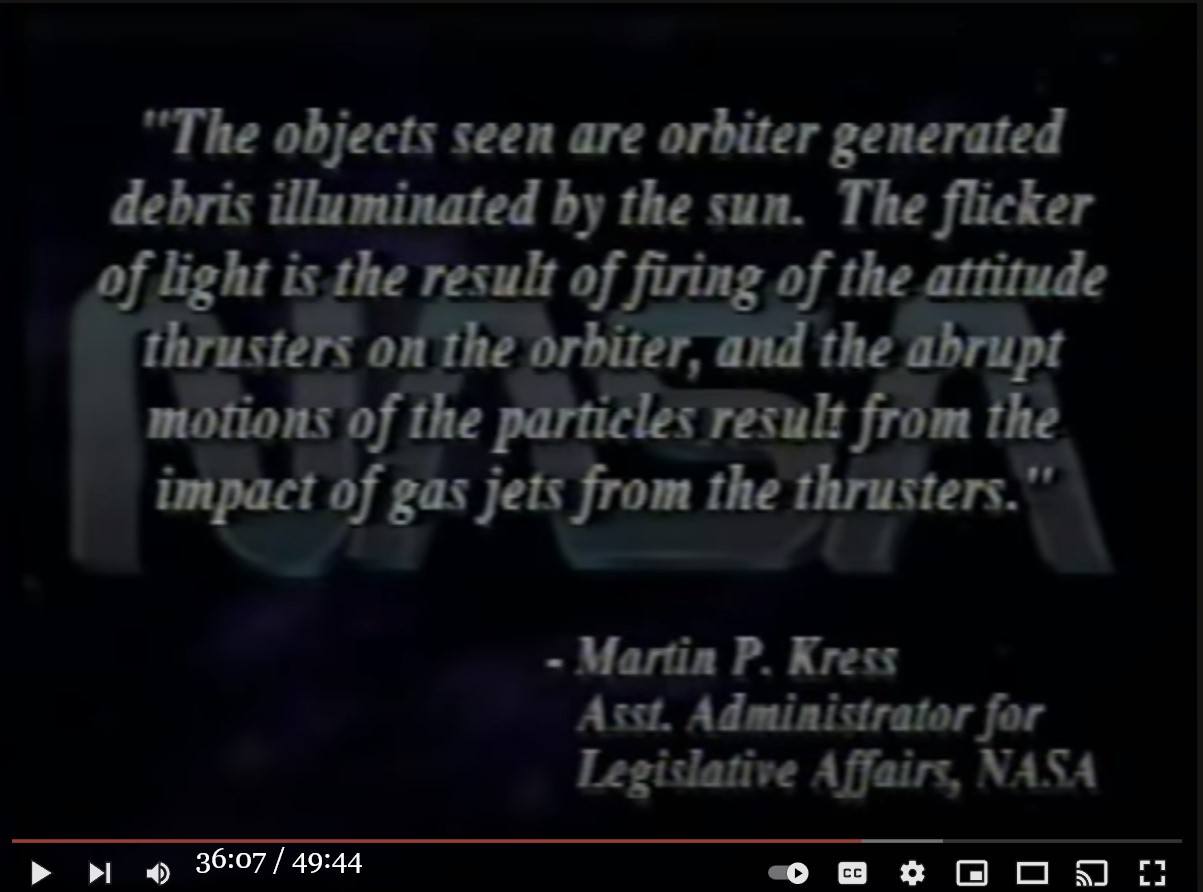 "The objects seen are orbiter generated
debris illuminated by the sun.  The flicker
of light is the result of firing of the attitude
thrusters on the orbiter, and the abrupt
motions of the particles result from the
impact of gas jets from the thrusters."
NASA
- Martin P. Kress
Asst. Administrator for
Legislative Affairs, NASA
36:07 / 49:44
CC